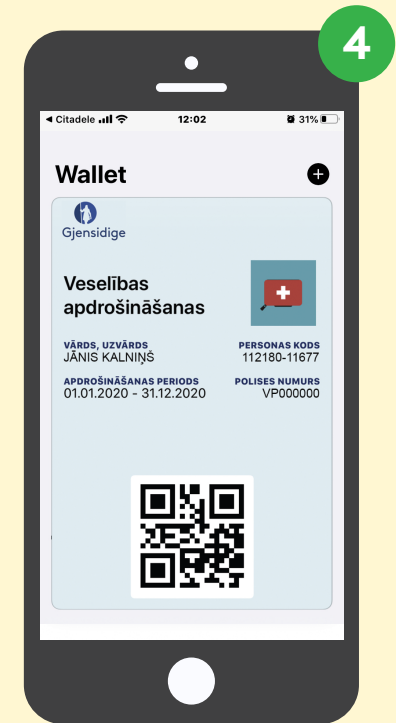 4
◄ Citadele 12:02 31%
Wallet
Gjensidige
Veselības
apdrošināšanas
VĀRDS, UZVĀRDS PERSONAS KODS
JĀNIS KALNIŅŠ 112180-11677
APDROŠINĀŠANAS PERIODS POLISES NUMURS
01.01.2020 - 31.12.2020 VP000000